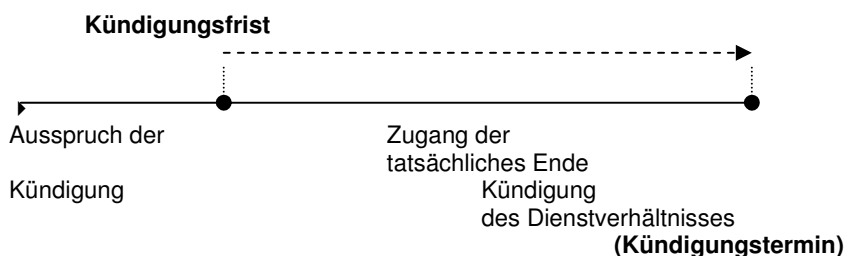 Kündigungsfrist
Ausspruch der Zugang der
tatsächliches Ende
Kündigung Kündigung
des Dienstverhältnisses
(Kündigungstermin)